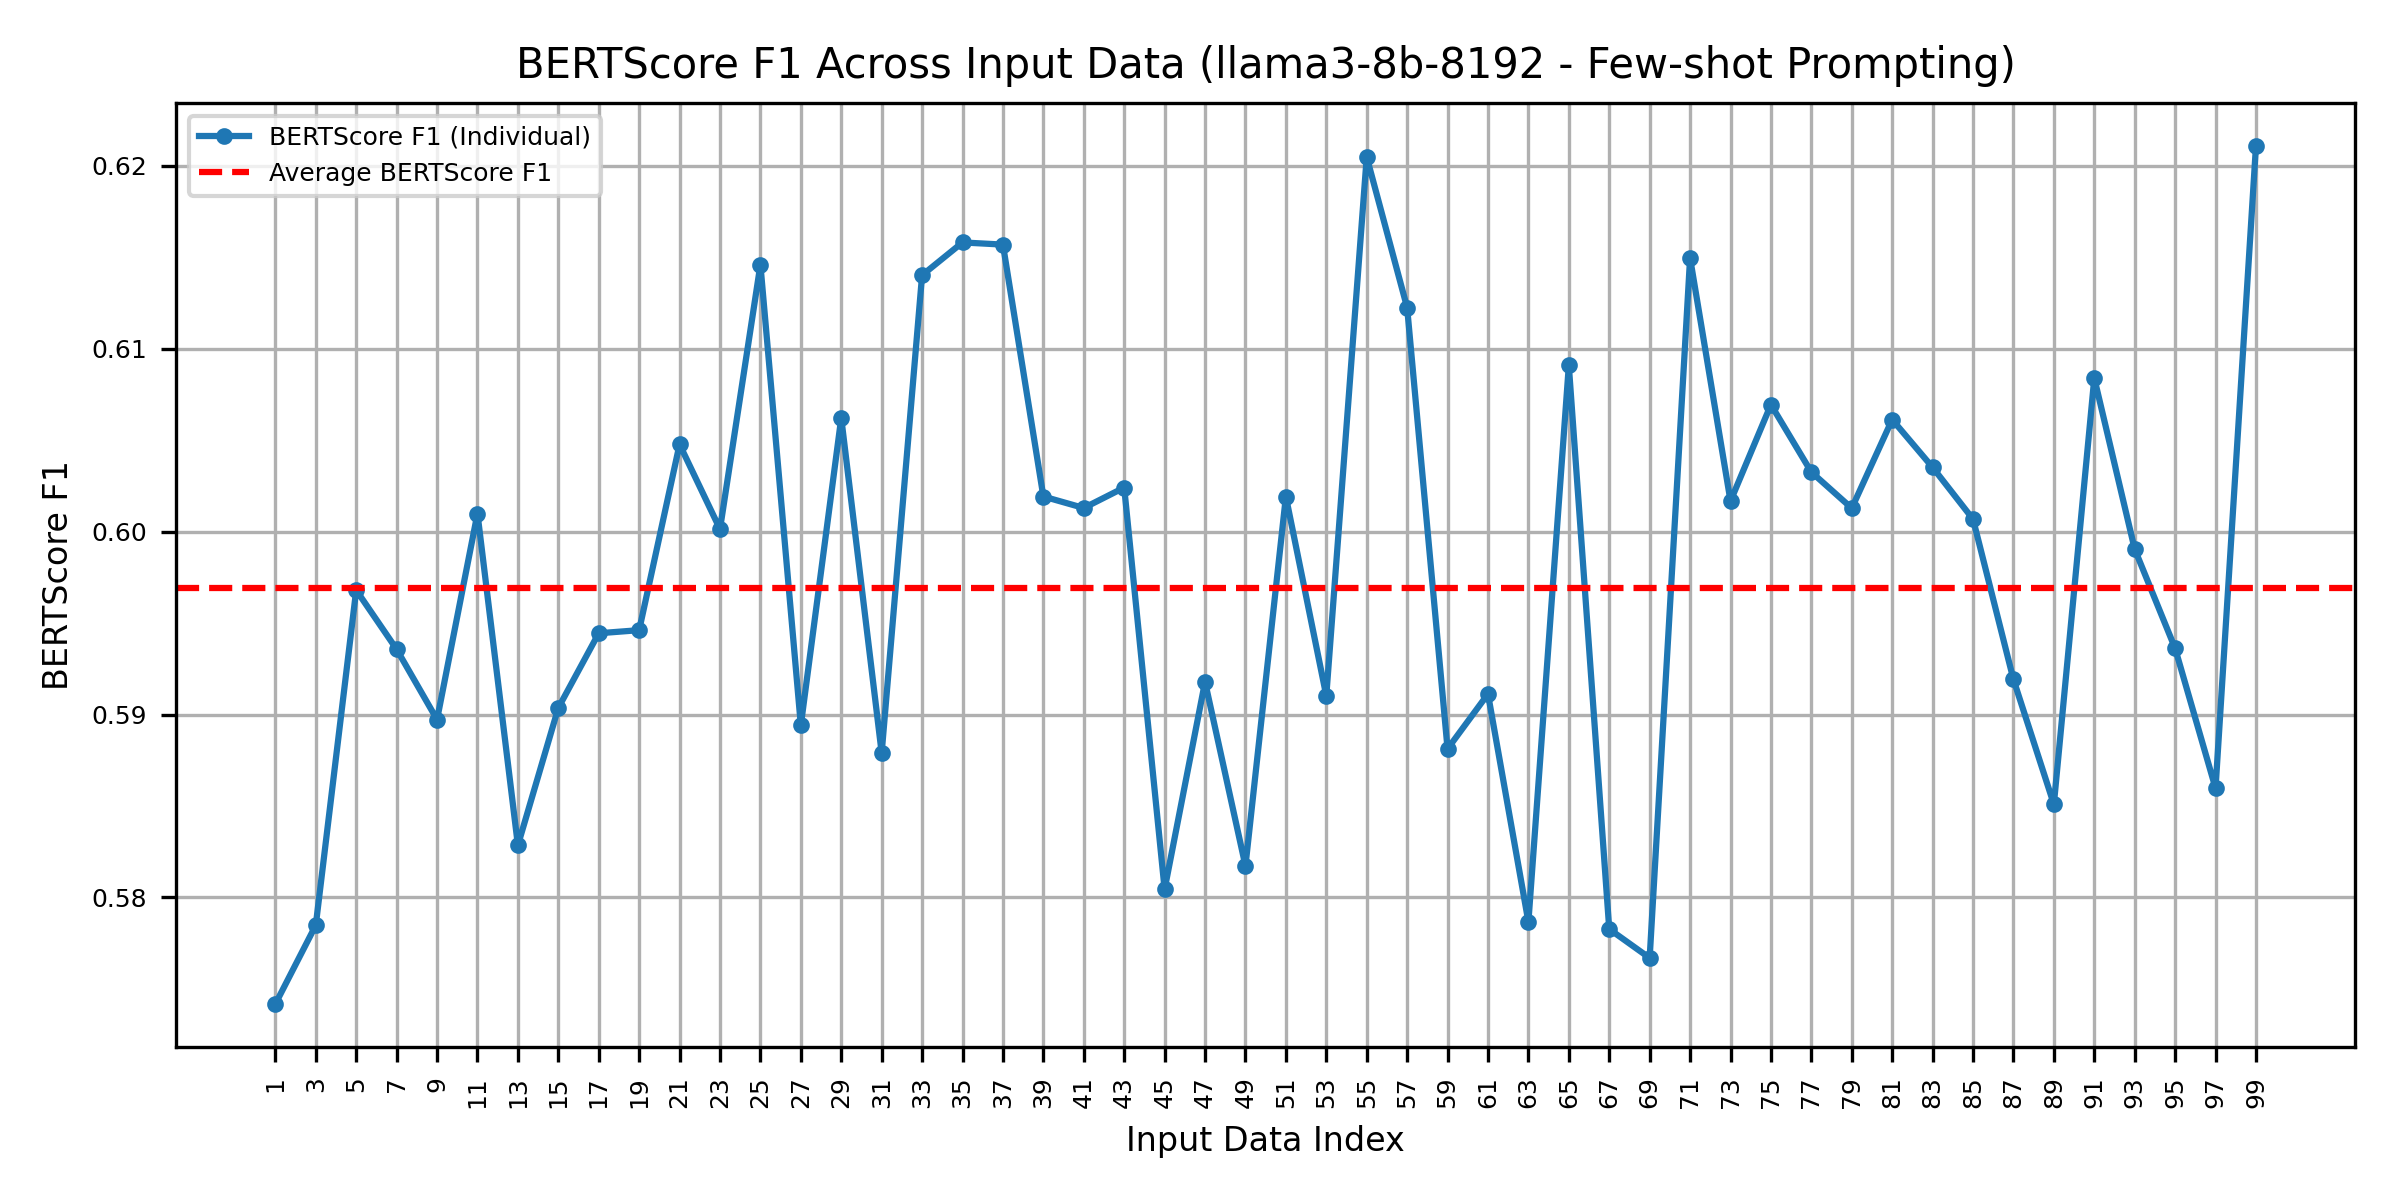 BERTScore F1 Across Input Data (llama3-8b-8192 - Few-shot Prompting)
BERTScore F1 (Individual)
Average BERTScore F1
BERTScore F1
0.62
0.61
0.60
0.59
0.58
1 3 5 7 9 11 13 15 17 19 21 23 25 27 29 31 33 35 37 39 41 43 45 47 49 51 53 55 57 59 61 63 65 67 69 71 73 75 77 79 81 83 85 87 89 91 93 95 97 99
Input Data Index